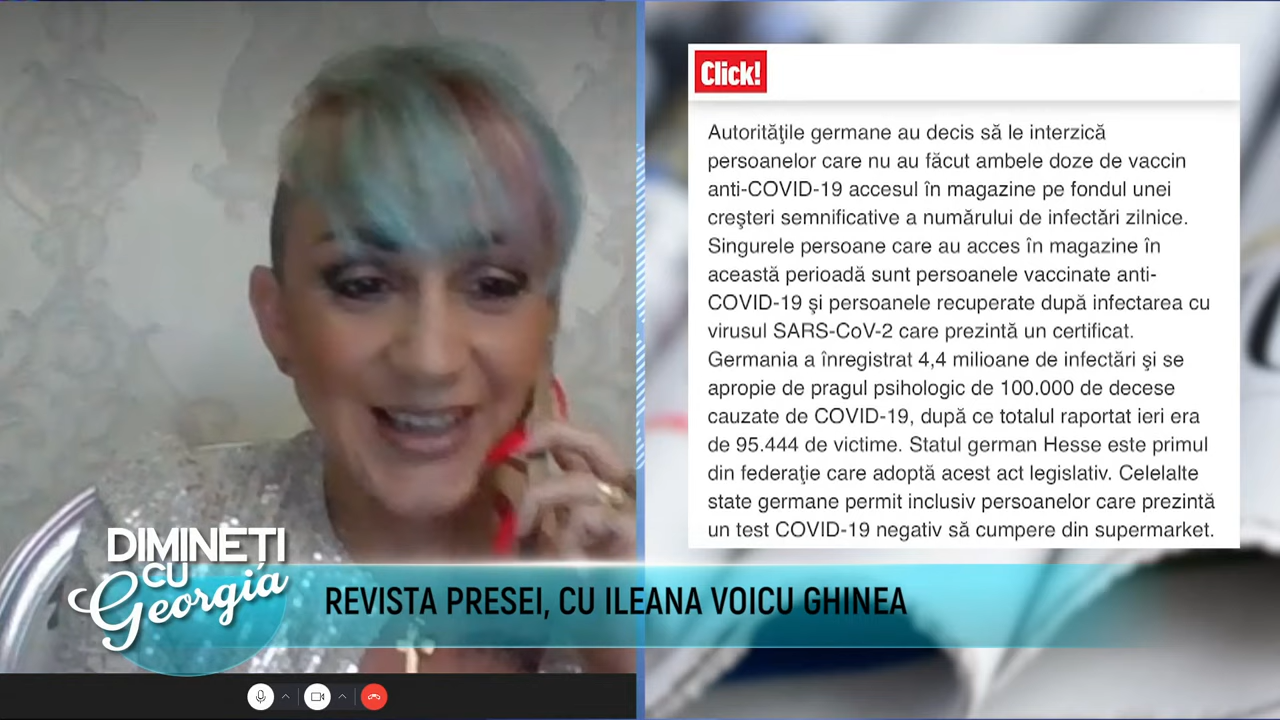 Click!
Autorităţile germane au decis să le interzică
persoanelor care nu au făcut ambele doze de vaccin
anti-COVID-19 accesul în magazine pe fondul unei
creşteri semnificative a numărului de infectări zilnice.
Singurele persoane care au acces în magazine în
această perioadă sunt persoanele vaccinate anti-
COVID-19 şi persoanele recuperate după infectarea cu
virusul SARS-CoV-2 care prezintă un certificat.
Germania a înregistrat 4,4 milioane de infectări şi se
apropie de pragul psihologic de 100.000 de decese
cauzate de COVID-19, după ce totalul raportat ieri era
de 95.444 de victime. Statul german Hesse este primul
din federaţie care adoptă acest act legislativ. Celelalte
state germane permit inclusiv persoanelor care prezintă
un test COVID-19 negativ să cumpere din supermarket.
DIMINEȚI
CU
Georgia
REVISTA PRESEI, CU ILEANA VOICU GHINEA